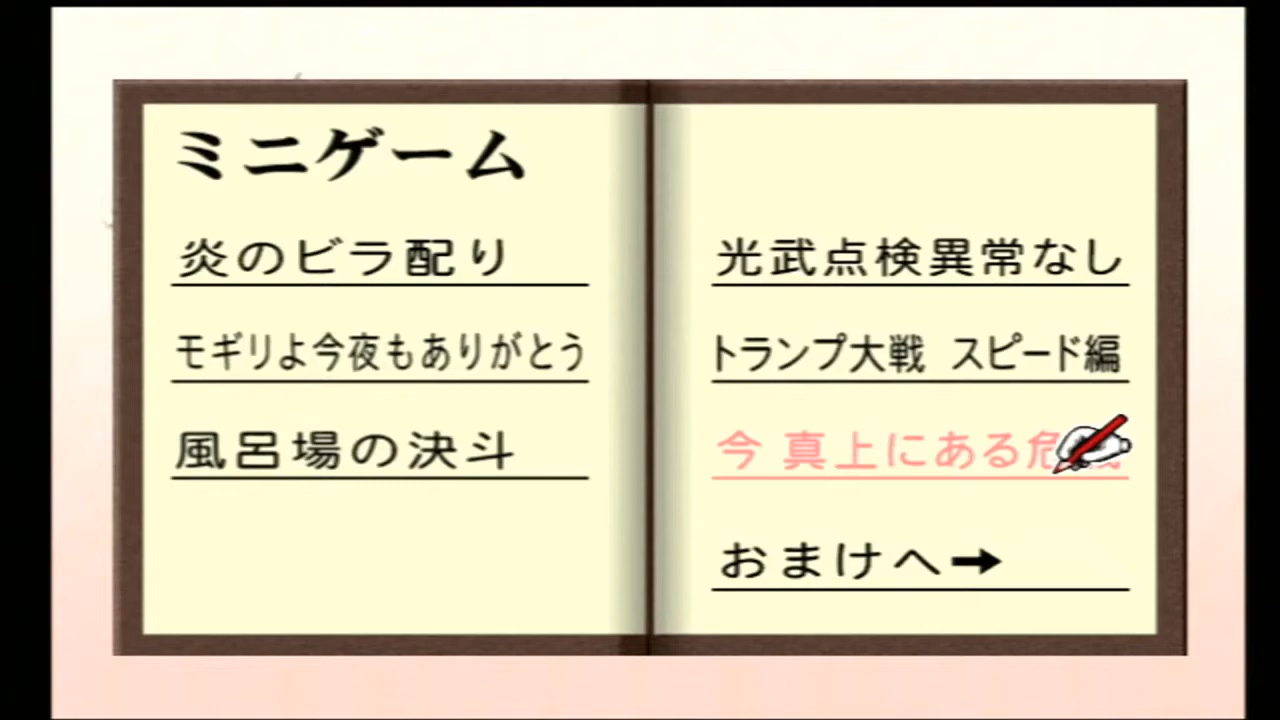 ミニゲーム
炎のビラ配り
モギリよ今夜もありがとう
風呂場の決斗
光武点検異常なし
トランプ大戦 スピード編
今 真上にある危
おまけへ➡